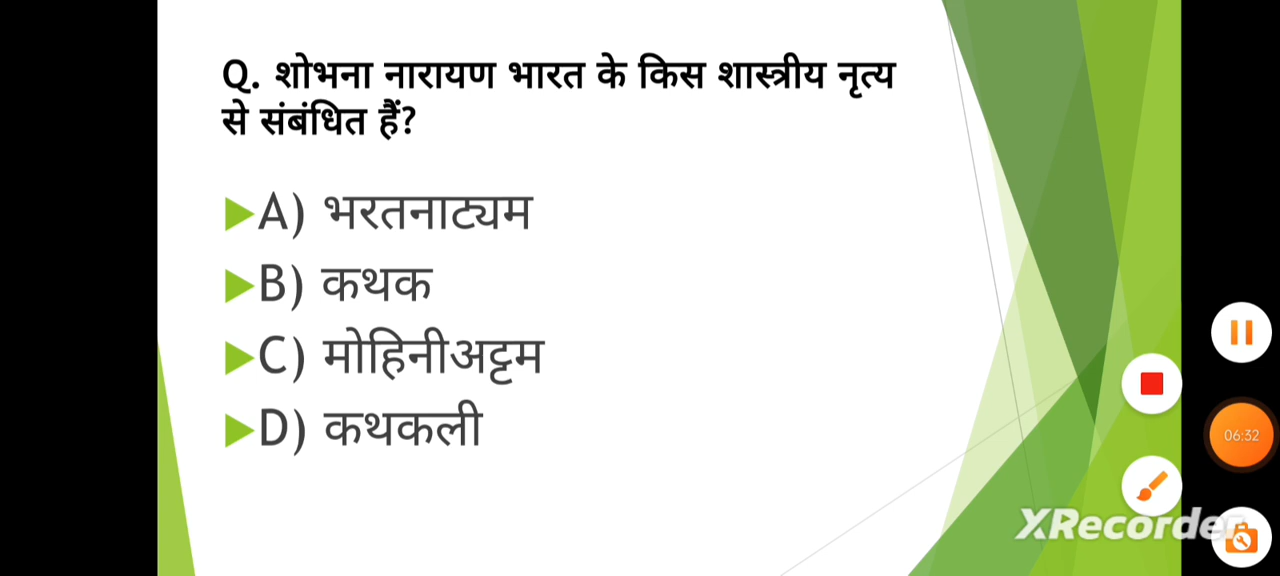 Q. शोभना नारायण भारत के किस शास्त्रीय नृत्य
से संबंधित हैं?
A) भरतनाट्यम
B) कथक
C) मोहिनीअट्टम
D) कथकली
06:32
XRecorder